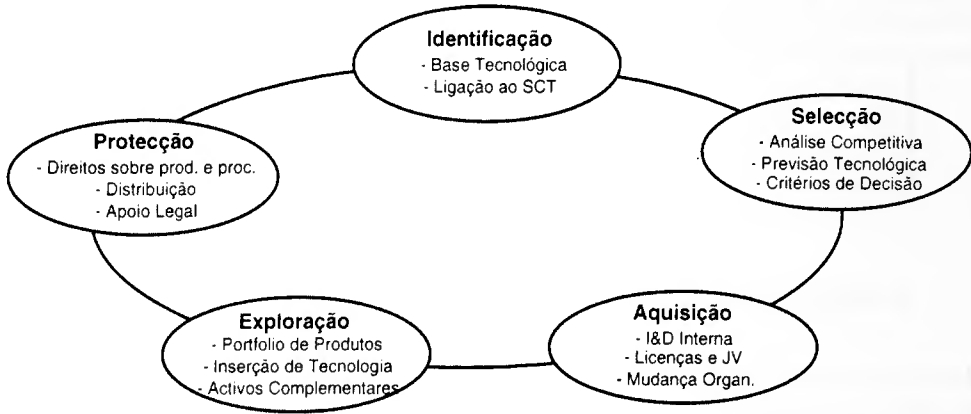 Identificação
- Base Tecnológica
- Ligação ao SCT
Selecção
- Análise Competitiva
- Previsão Tecnológica
- Critérios de Decisão
Aquisição
- I&D Interna
- Licenças e JV
- Mudança Organ.
Exploração
- Portfolio de Produtos
- Inserção de Tecnologia
- Activos Complementares
Protecção
- Direitos sobre prod. e proc.
- Distribuição
- Apoio Legal